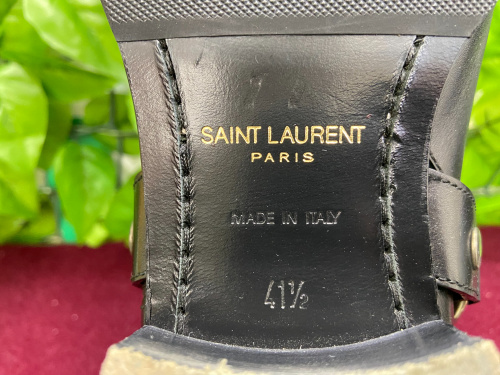 SAINT LAURENT
PARIS
MADE IN ITALY
41½